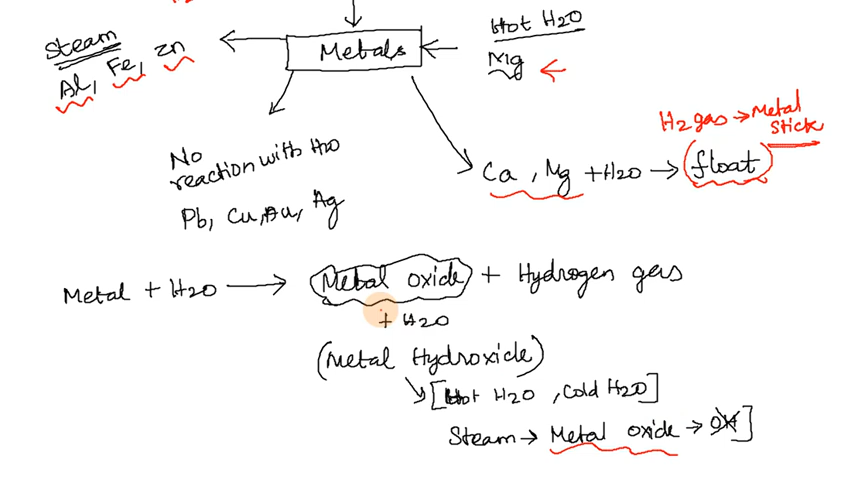 Steam
Al, Fe, Zn
Metals
Hot H2O
Mg
H2 gas → Metal
Stick
No
reaction with H2O
Pb, Cu, Au, Ag
Ca, Mg + H2O → float
Metal + H2O → Metal oxide + Hydrogen gas
+ H2O
(Metal Hydroxide)
[Hot H2O, Cold H2O]
Steam → Metal oxide → OH]